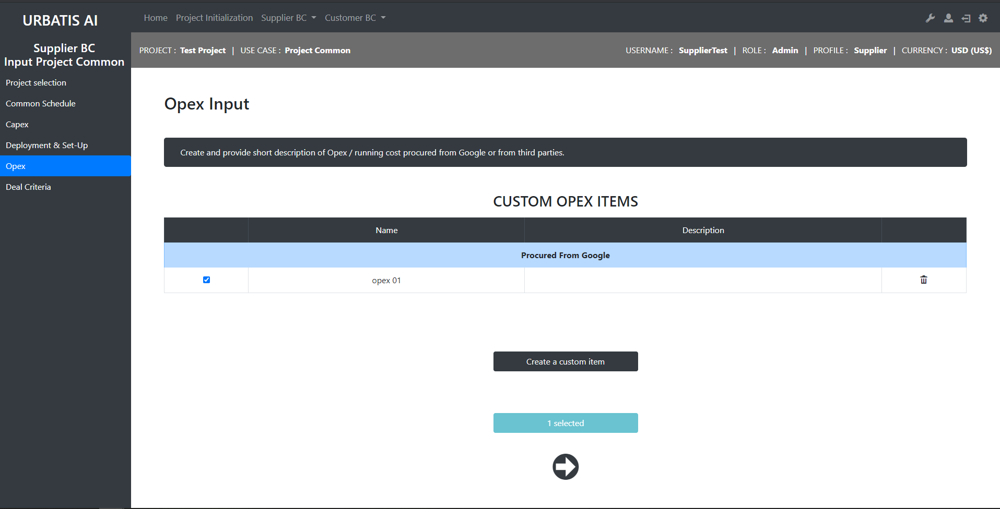 URBATIS AI
Home Project Initialization Supplier BC Customer BC
Supplier BC
Input Project Common
PROJECT : Test Project | USE CASE : Project Common
USERNAME : SupplierTest | ROLE : Admin | PROFILE : Supplier | CURRENCY : USD (US$)
Project selection
Common Schedule
Capex
Deployment & Set-Up
Opex
Deal Criteria
Opex Input
Create and provide short description of Opex / running cost procured from Google or from third parties.
CUSTOM OPEX ITEMS
Name Description
Procured From Google
opex 01
Create a custom item
1 selected